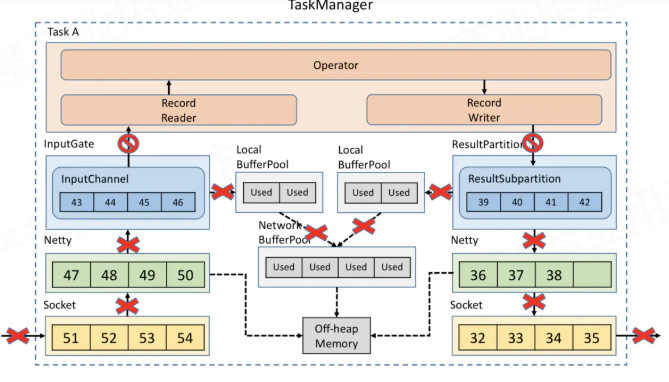 TaskManager
Task A
Operator
Record
Reader
Record
Writer
InputGate
InputChannel
43 44 45 46
Local
BufferPool
Used Used
Local
BufferPool
Used Used
ResultPartition
ResultSubpartition
39 40 41 42
Netty
47 48 49 50
Network
BufferPool
Used Used Used Used
Netty
36 37 38
Socket
51 52 53 54
Off-heap
Memory
Socket
32 33 34 35